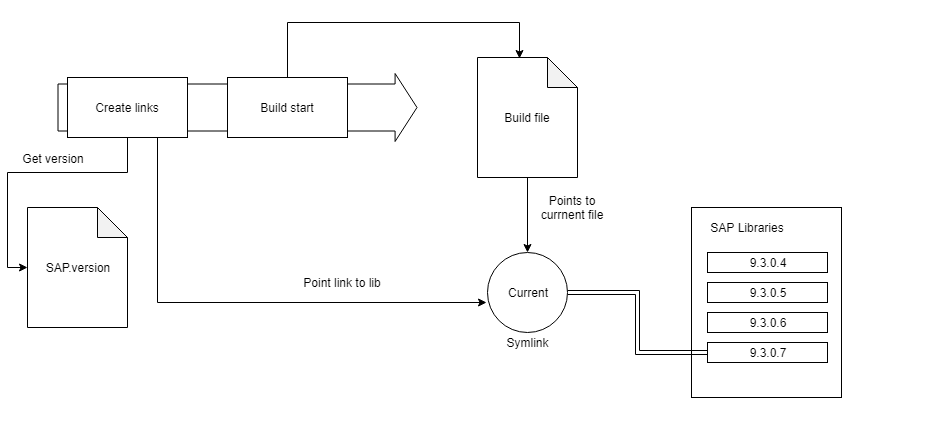 Create links
Build start
Build file
Get version
Points to
currnent file
SAP.version
Point link to lib
Current
Symlink
SAP Libraries
9.3.0.4
9.3.0.5
9.3.0.6
9.3.0.7